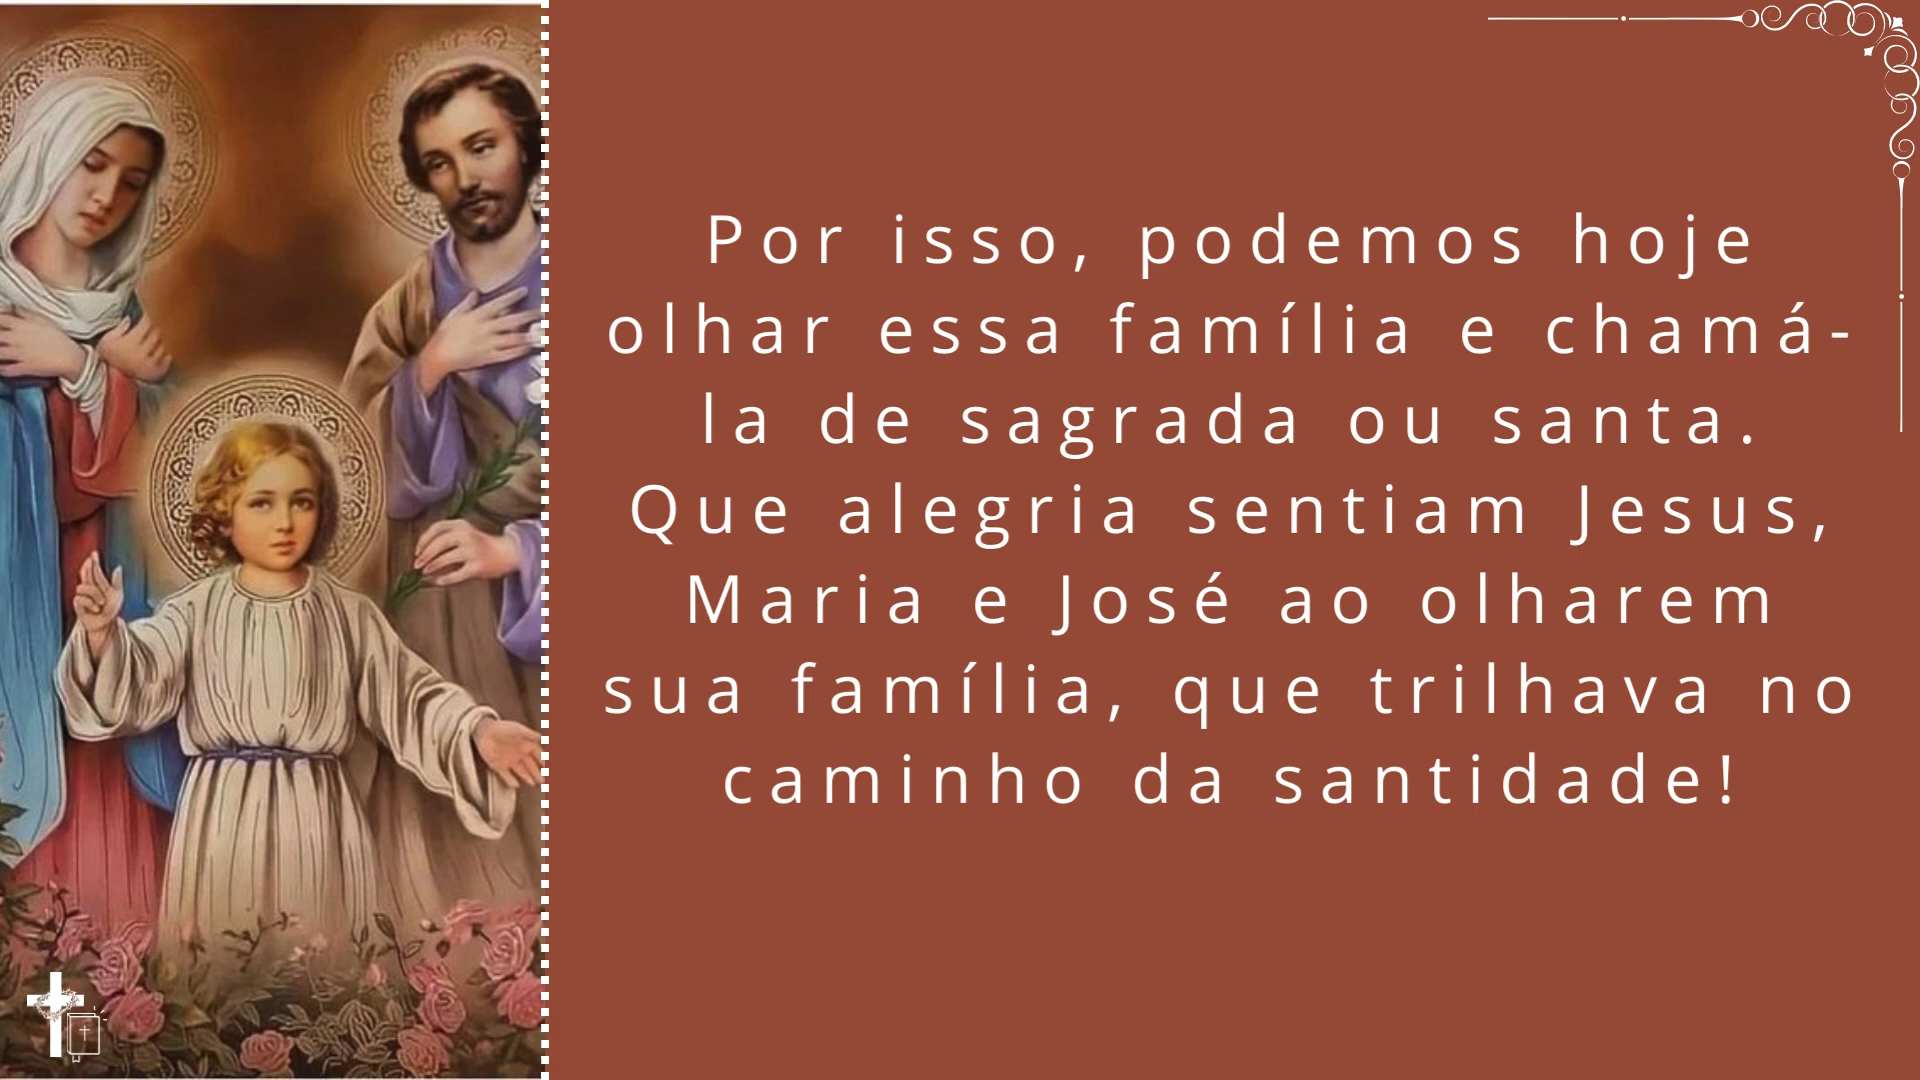 Por isso, podemos hoje
olhar essa família e chamá-
la de sagrada ou santa.
Que alegria sentiam Jesus,
Maria e José ao olharem
sua família, que trilhava no
caminho da santidade!